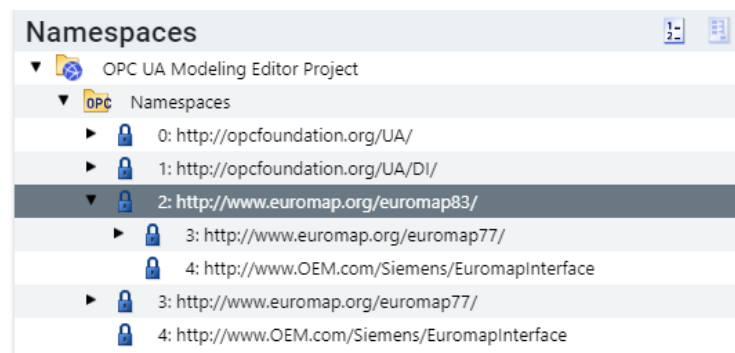 Namespaces
OPC UA Modeling Editor Project
OPC Namespaces
0: http://opcfoundation.org/UA/
1: http://opcfoundation.org/UA/DI/
2: http://www.euromap.org/euromap83/
3: http://www.euromap.org/euromap77/
4: http://www.OEM.com/Siemens/EuromapInterface
3: http://www.euromap.org/euromap77/
4: http://www.OEM.com/Siemens/EuromapInterface